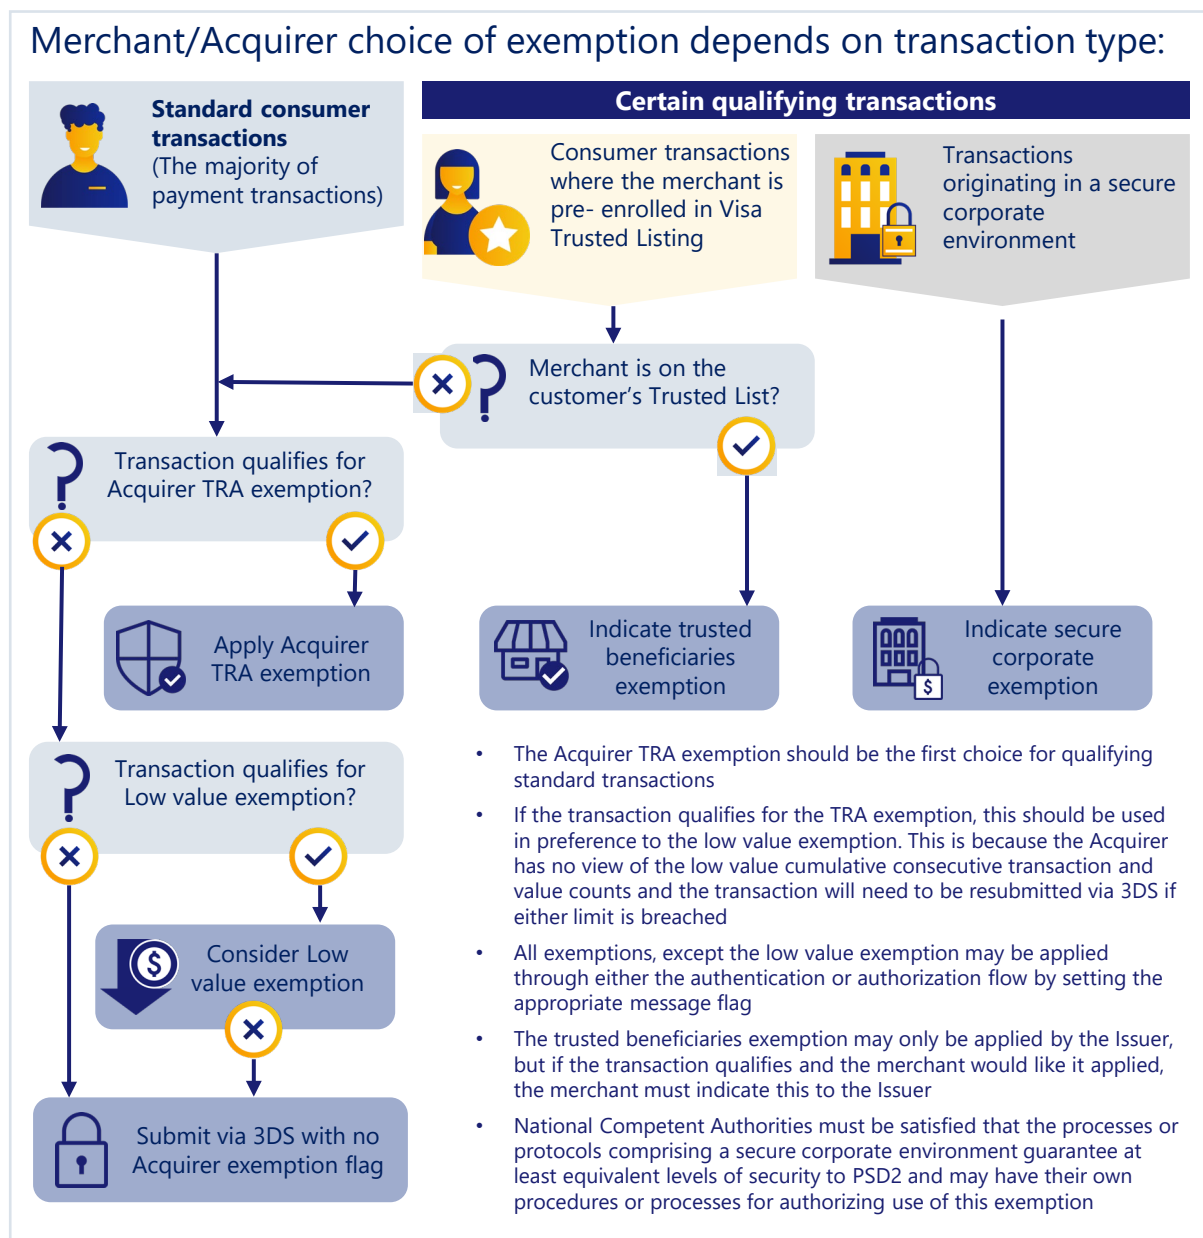 Merchant/Acquirer choice of exemption depends on transaction type:
Standard consumer
transactions
(The majority of
payment transactions)
Certain qualifying transactions
Consumer transactions
where the merchant is
pre- enrolled in Visa
Trusted Listing
Transactions
originating in a secure
corporate
environment
Merchant is on the
customer's Trusted List?
Transaction qualifies for
Acquirer TRA exemption?
Apply Acquirer
TRA exemption
Indicate trusted
beneficiaries
exemption
Indicate secure
corporate
exemption
Transaction qualifies for
Low value exemption?
Consider Low
value exemption
Submit via 3DS with no
Acquirer exemption flag
• The Acquirer TRA exemption should be the first choice for qualifying
standard transactions
• If the transaction qualifies for the TRA exemption, this should be used
in preference to the low value exemption. This is because the Acquirer
has no view of the low value cumulative consecutive transaction and
value counts and the transaction will need to be resubmitted via 3DS if
either limit is breached
• All exemptions, except the low value exemption may be applied
through either the authentication or authorization flow by setting the
appropriate message flag
• The trusted beneficiaries exemption may only be applied by the Issuer,
but if the transaction qualifies and the merchant would like it applied,
the merchant must indicate this to the Issuer
• National Competent Authorities must be satisfied that the processes or
protocols comprising a secure corporate environment guarantee at
least equivalent levels of security to PSD2 and may have their own
procedures or processes for authorizing use of this exemption